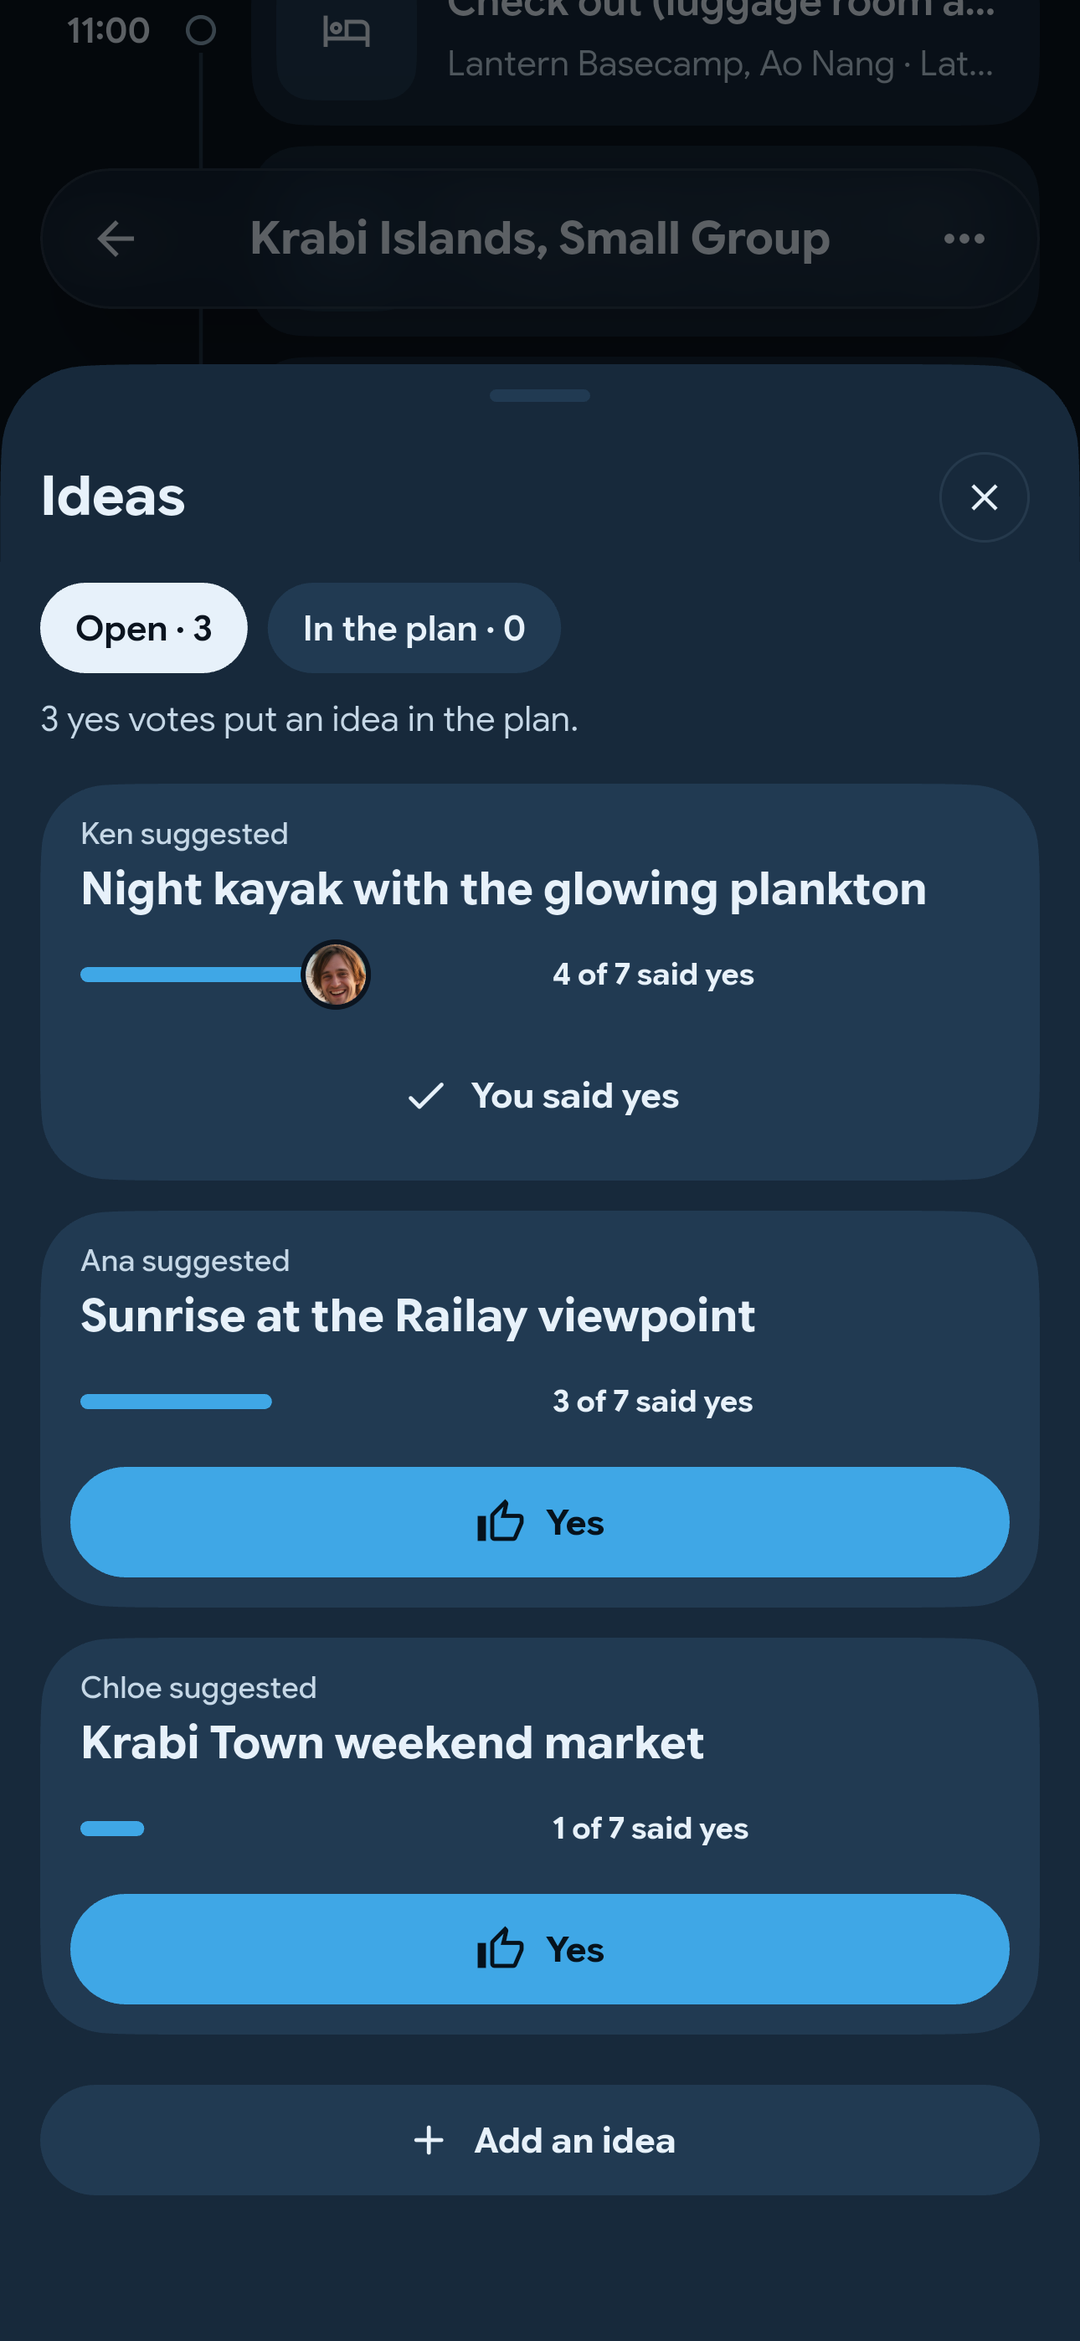 11:00
Check out (luggage room a...
Lantern Basecamp, Ao Nang · Lat...
Krabi Islands, Small Group
Ideas
Open · 3
In the plan · 0
3 yes votes put an idea in the plan.
Ken suggested
Night kayak with the glowing plankton
4 of 7 said yes
You said yes
Ana suggested
Sunrise at the Railay viewpoint
3 of 7 said yes
Yes
Chloe suggested
Krabi Town weekend market
1 of 7 said yes
Yes
Add an idea